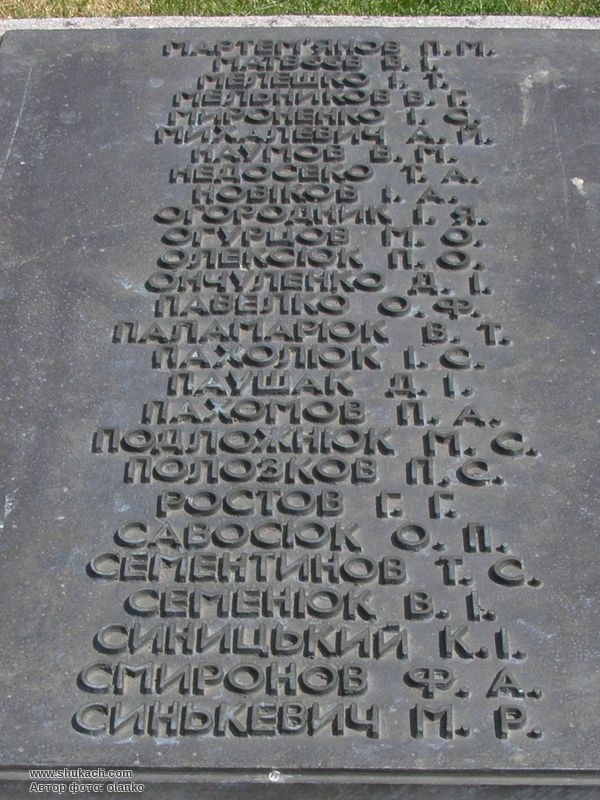 МАРТЕМ'ЯНОВ П.М.
МАТВЄЄВ В. І.
МЕЛЕШКО І. Т.
МЕЛЬНИКОВ В. Г.
МИРОНЕНКО І. С.
МИХАЛЕВИЧ А. Й.
НАУМОВ В. М.
НЕДОСЕКО Т. А.
НОВІКОВ І. А.
ОГОРОДНИК Г. Я.
ОГУРЦОВ М. О.
ОЛЕКСЮК П. О.
ОНЧУЛЕНКО Д. І.
ПАВЕЛКО О. Ф.
ПАЛАМАРЮК В. Т.
ПАХОЛЮК І. С.
ПАУШАК Д. І.
ПАХОМОВ П. А.
ПОДЛОЖНЮК М. С.
ПОЛОЗКОВ П. Є.
РОСТОВ Г. Г.
САВОСЮК О. П.
СЕМЕНТИНОВ Т. С.
СЕМЕНЮК В. І.
СИНИЦЬКИЙ К. І.
СМИРОНОВ Ф. А.
СИНЬКЕВИЧ М. Р.
www.shukach.com
Автор фото: olanko